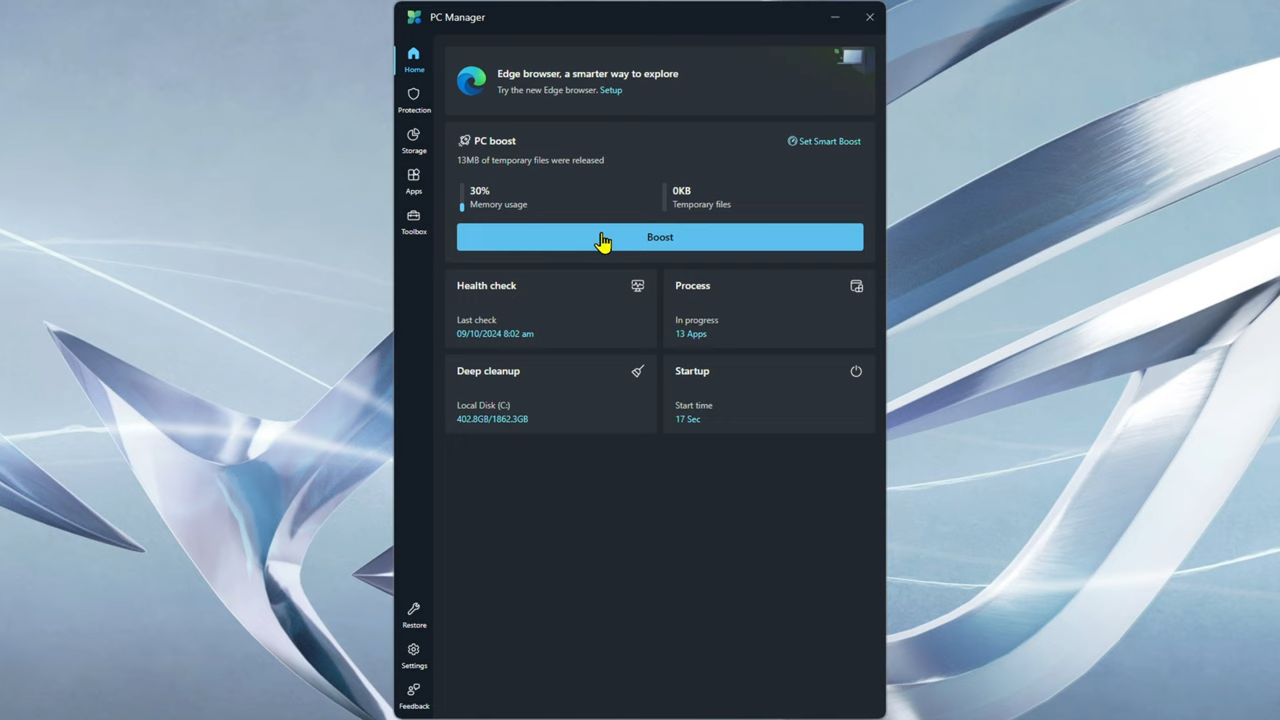 PC Manager
Home
Protection
Storage
Apps
Toolbox
Restore
Settings
Feedback
Edge browser, a smarter way to explore
Try the new Edge browser. Setup
PC boost
Set Smart Boost
13MB of temporary files were released
30%
Memory usage
0KB
Temporary files
Boost
Health check
Last check
09/10/2024 8:02 am
Process
In progress
13 Apps
Deep cleanup
Local Disk (C:)
402.8GB/1862.3GB
Startup
Start time
17 Sec